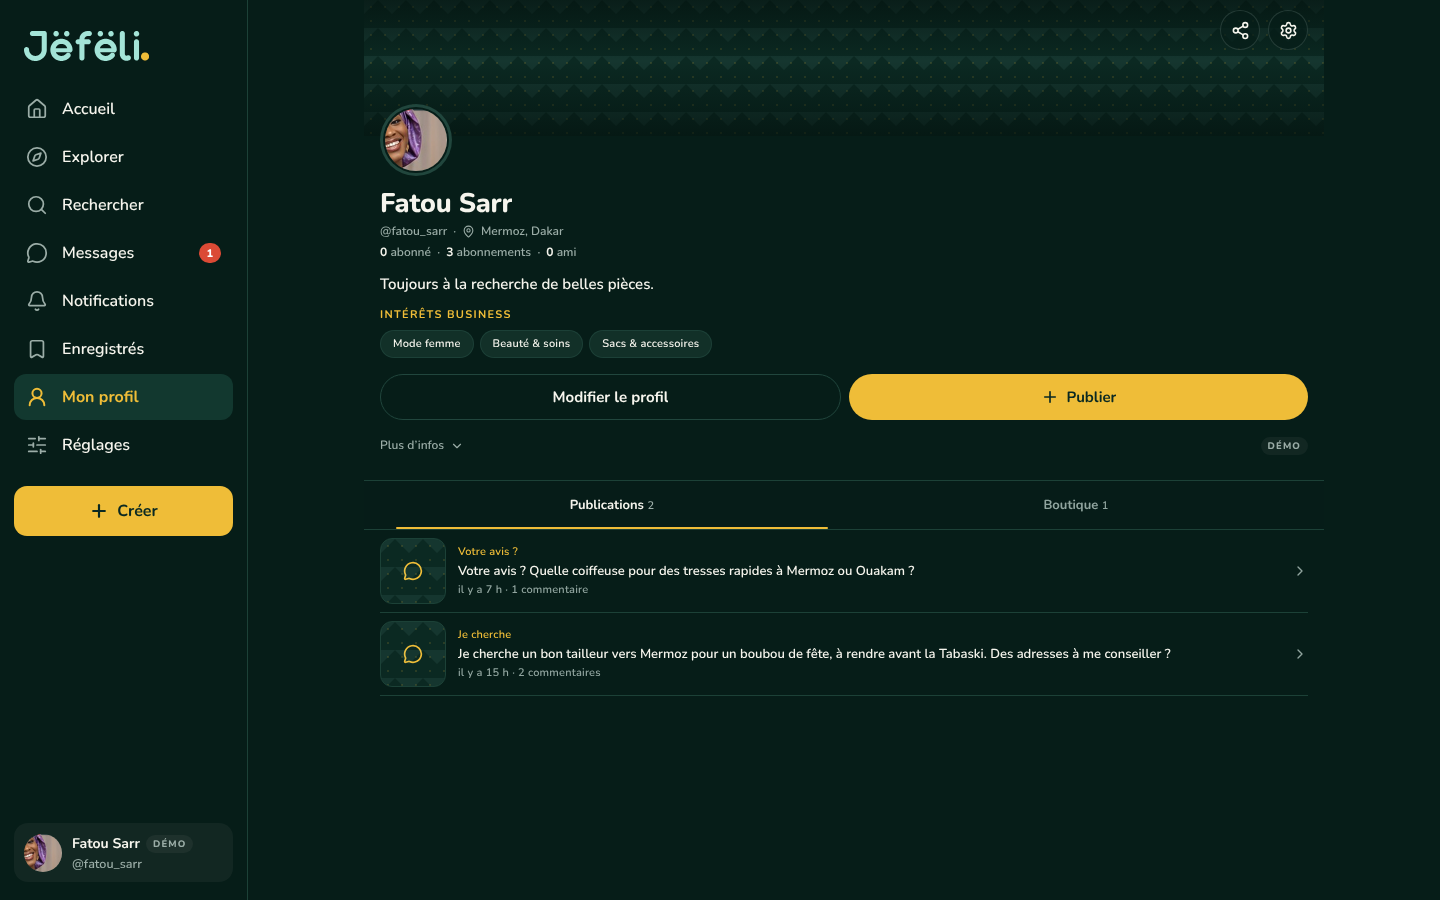 Jëfëli.
Accueil
Explorer
Rechercher
Messages
1
Notifications
Enregistrés
Mon profil
Réglages
Créer
Fatou Sarr DÉMO
@fatou_sarr
Fatou Sarr
@fatou_sarr · Mermoz, Dakar
0 abonné · 3 abonnements · 0 ami
Toujours à la recherche de belles pièces.
INTÉRÊTS BUSINESS
Mode femme
Beauté & soins
Sacs & accessoires
Modifier le profil
Publier
Plus d’infos
DÉMO
Publications 2
Boutique 1
Votre avis ?
Votre avis ? Quelle coiffeuse pour des tresses rapides à Mermoz ou Ouakam ?
il y a 7 h · 1 commentaire
Je cherche
Je cherche un bon tailleur vers Mermoz pour un boubou de fête, à rendre avant la Tabaski. Des adresses à me conseiller ?
il y a 15 h · 2 commentaires